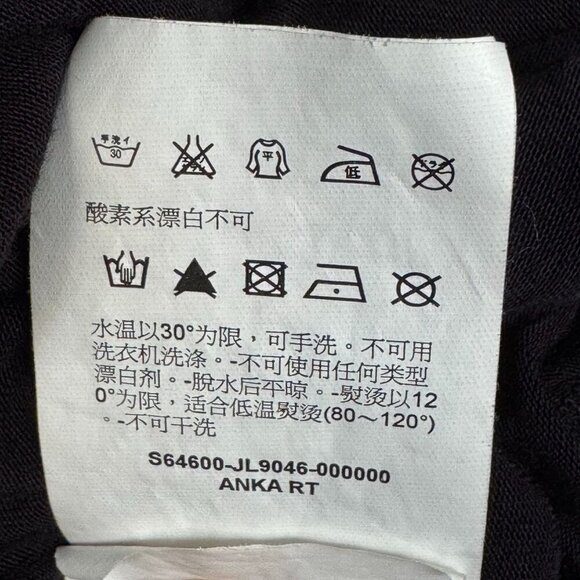 手洗イ
30
平
低
ドライ
酸素系漂白不可
水温以30°为限，可手洗。不可用
洗衣机洗涤。-不可使用任何类型
漂白剂。-脫水后平晾。-熨烫以12
0°为限，适合低温熨烫(80～120°)
。-不可干洗
S64600-JL9046-000000
ANKA RT